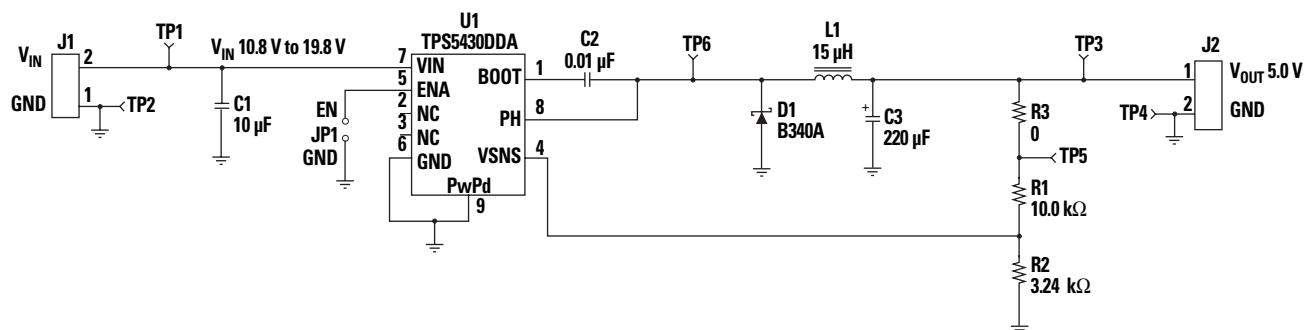 J1
V_IN
2
GND
1
TP1
TP2
V_IN 10.8 V to 19.8 V
C1
10 µF
EN
JP1
GND
U1
TPS5430DDA
7 VIN
5 ENA
2 NC
3 NC
6 GND
BOOT 1
PH 8
VSNS 4
PwPd
9
C2
0.01 µF
TP6
D1
B340A
L1
15 µH
+
C3
220 µF
R3
0
TP5
R1
10.0 kΩ
R2
3.24 kΩ
TP3
TP4
J2
1
V_OUT 5.0 V
2
GND